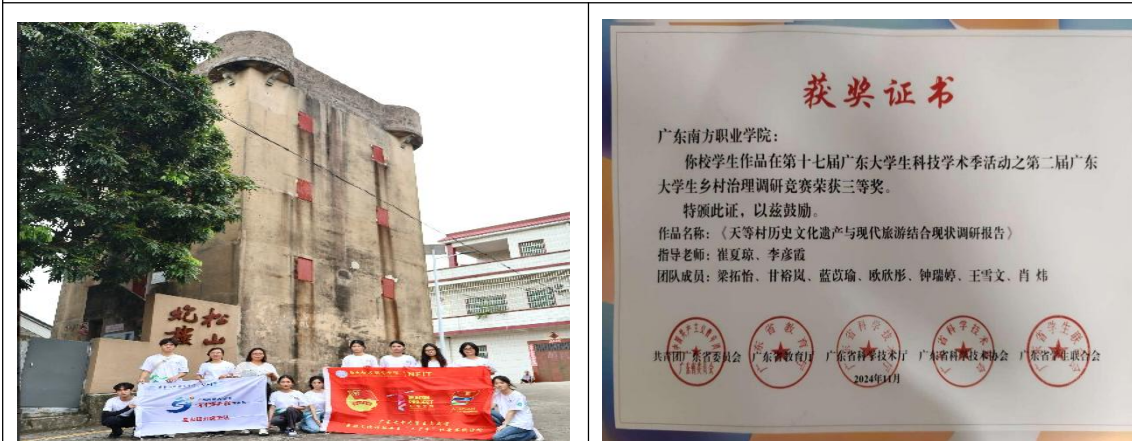 松山
NFIT
获奖证书
广东南方职业学院：
你校学生作品在第十七届广东大学生科技学术季活动之第二届广东
大学生乡村治理调研竞赛荣获三等奖。
特颁此证，以兹鼓励。
作品名称：《天等村历史文化遗产与现代旅游结合现状调研报告》
指导老师：崔夏琼、李彦霞
团队成员：梁拓怡、甘裕岚、蓝苡瑜、欧欣彤、钟瑞婷、王雪文、肖 炜
共青团广东省委员会 广东省教育厅 广东省科学技术厅 广东省科学技术协会 广东省学生联合会
2024年11月